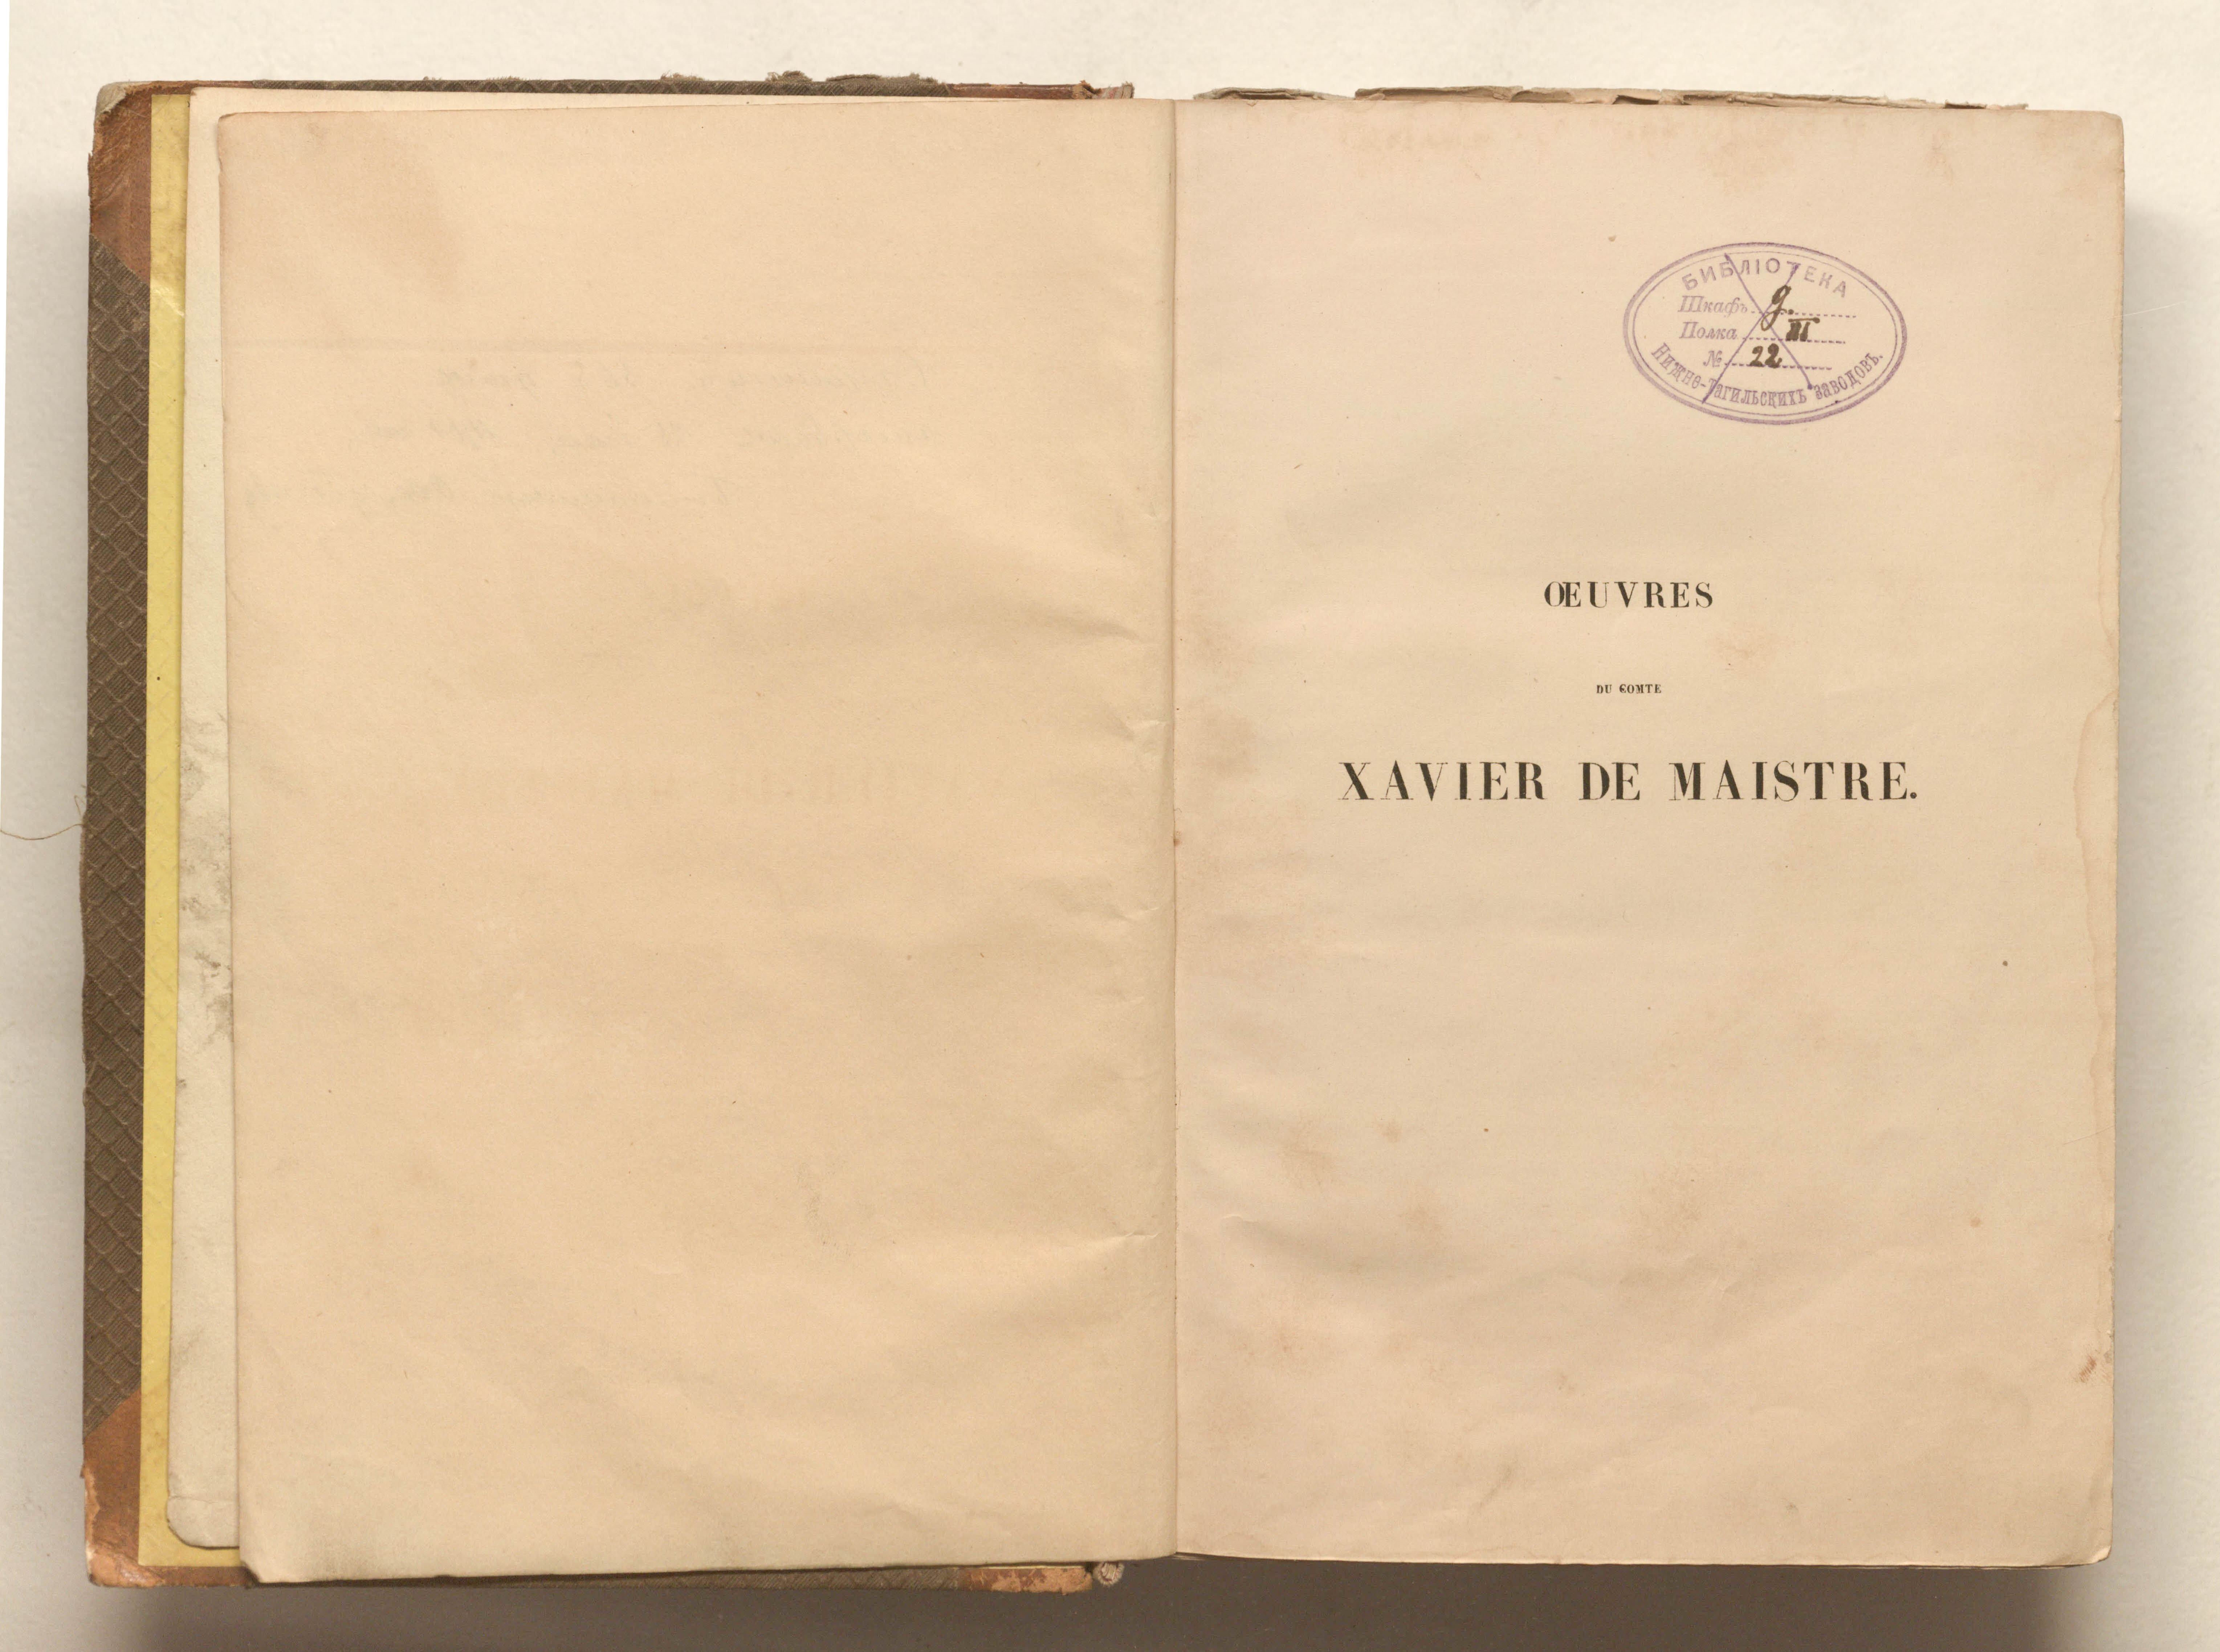 БИБЛІОТЕКА
Шкафъ 9.
Полка III
№ 22
Нижне-Тагильскихъ заводовъ.
ŒUVRES
DU COMTE
XAVIER DE MAISTRE.